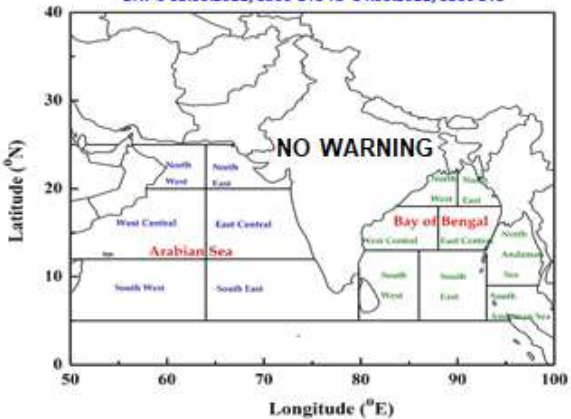 40
30
20
10
0
Latitude (⁰N)
NO WARNING
North
West
North
East
West Central
East Central
Arabian Sea
South West
South East
North
West
North
East
Bay of Bengal
West Central
East Central
North
Andaman
Sea
South
West
South
East
South
Andaman Sea
50
60
70
80
90
100
Longitude (⁰E)